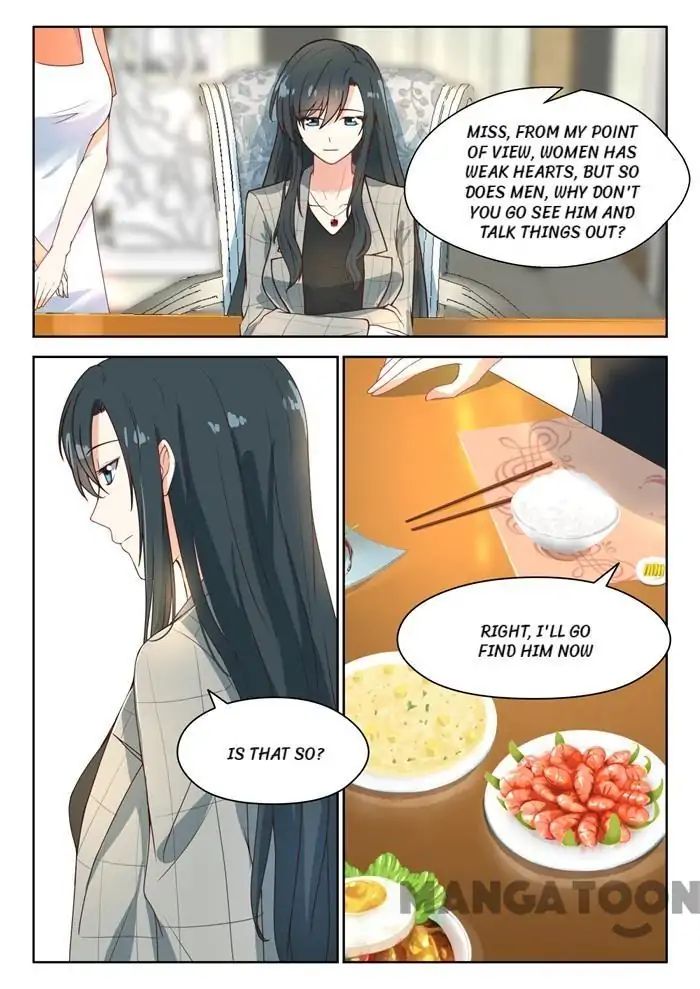 MISS, FROM MY POINT
OF VIEW, WOMEN HAS
WEAK HEARTS, BUT SO
DOES MEN, WHY DON'T
YOU GO SEE HIM AND
TALK THINGS OUT?
IS THAT SO?
RIGHT, I'LL GO
FIND HIM NOW
MANGATOON